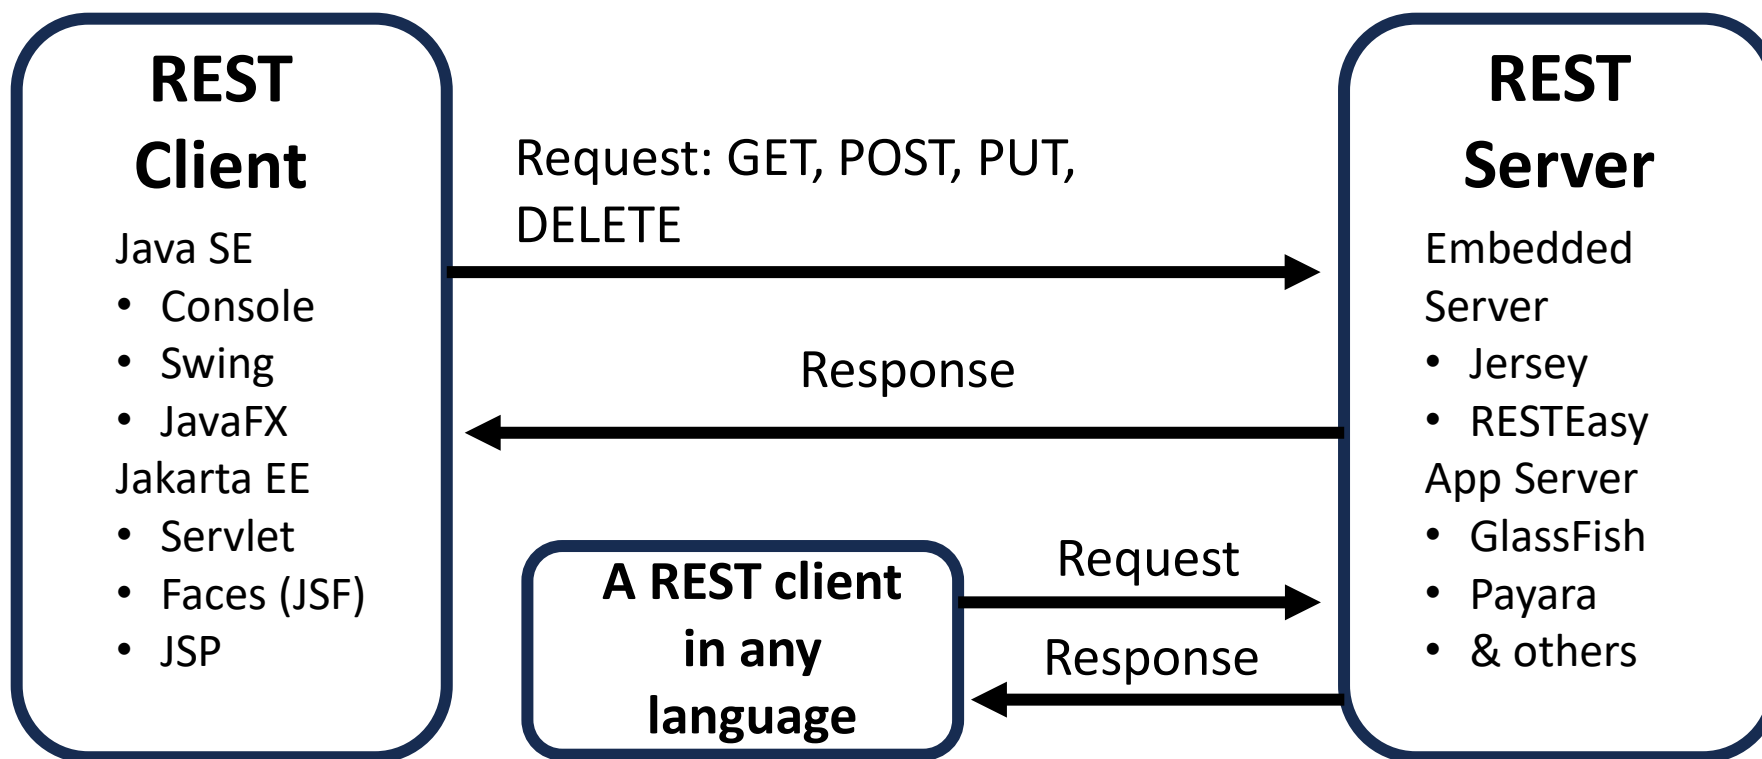 REST
Client
Java SE
• Console
• Swing
• JavaFX
Jakarta EE
• Servlet
• Faces (JSF)
• JSP
Request: GET, POST, PUT,
DELETE
Response
A REST client
in any
language
Request
Response
REST
Server
Embedded
Server
• Jersey
• RESTEasy
App Server
• GlassFish
• Payara
• & others